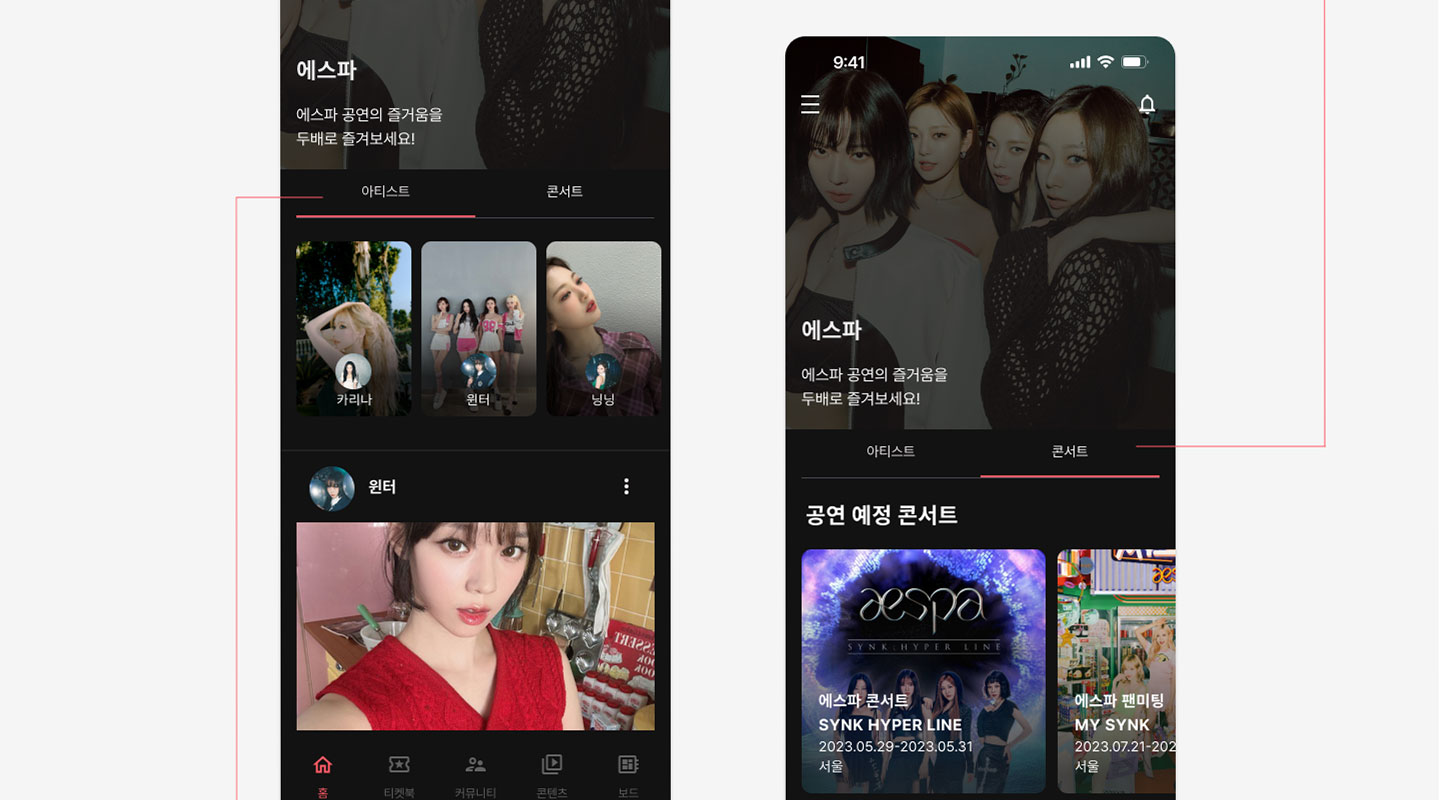 에스파
에스파 공연의 즐거움을
두배로 즐겨보세요!
아티스트
콘서트
카리나
윈터
닝닝
윈터
DESSERT
홈
티켓북
커뮤니티
콘텐츠
보드
9:41
에스파
에스파 공연의 즐거움을
두배로 즐겨보세요!
아티스트
콘서트
공연 예정 콘서트
aespa
SYNK : HYPER LINE
에스파 콘서트
SYNK HYPER LINE
2023.05.29-2023.05.31
서울
에스파 팬미팅
MY SYNK
2023.07.21-202
서울